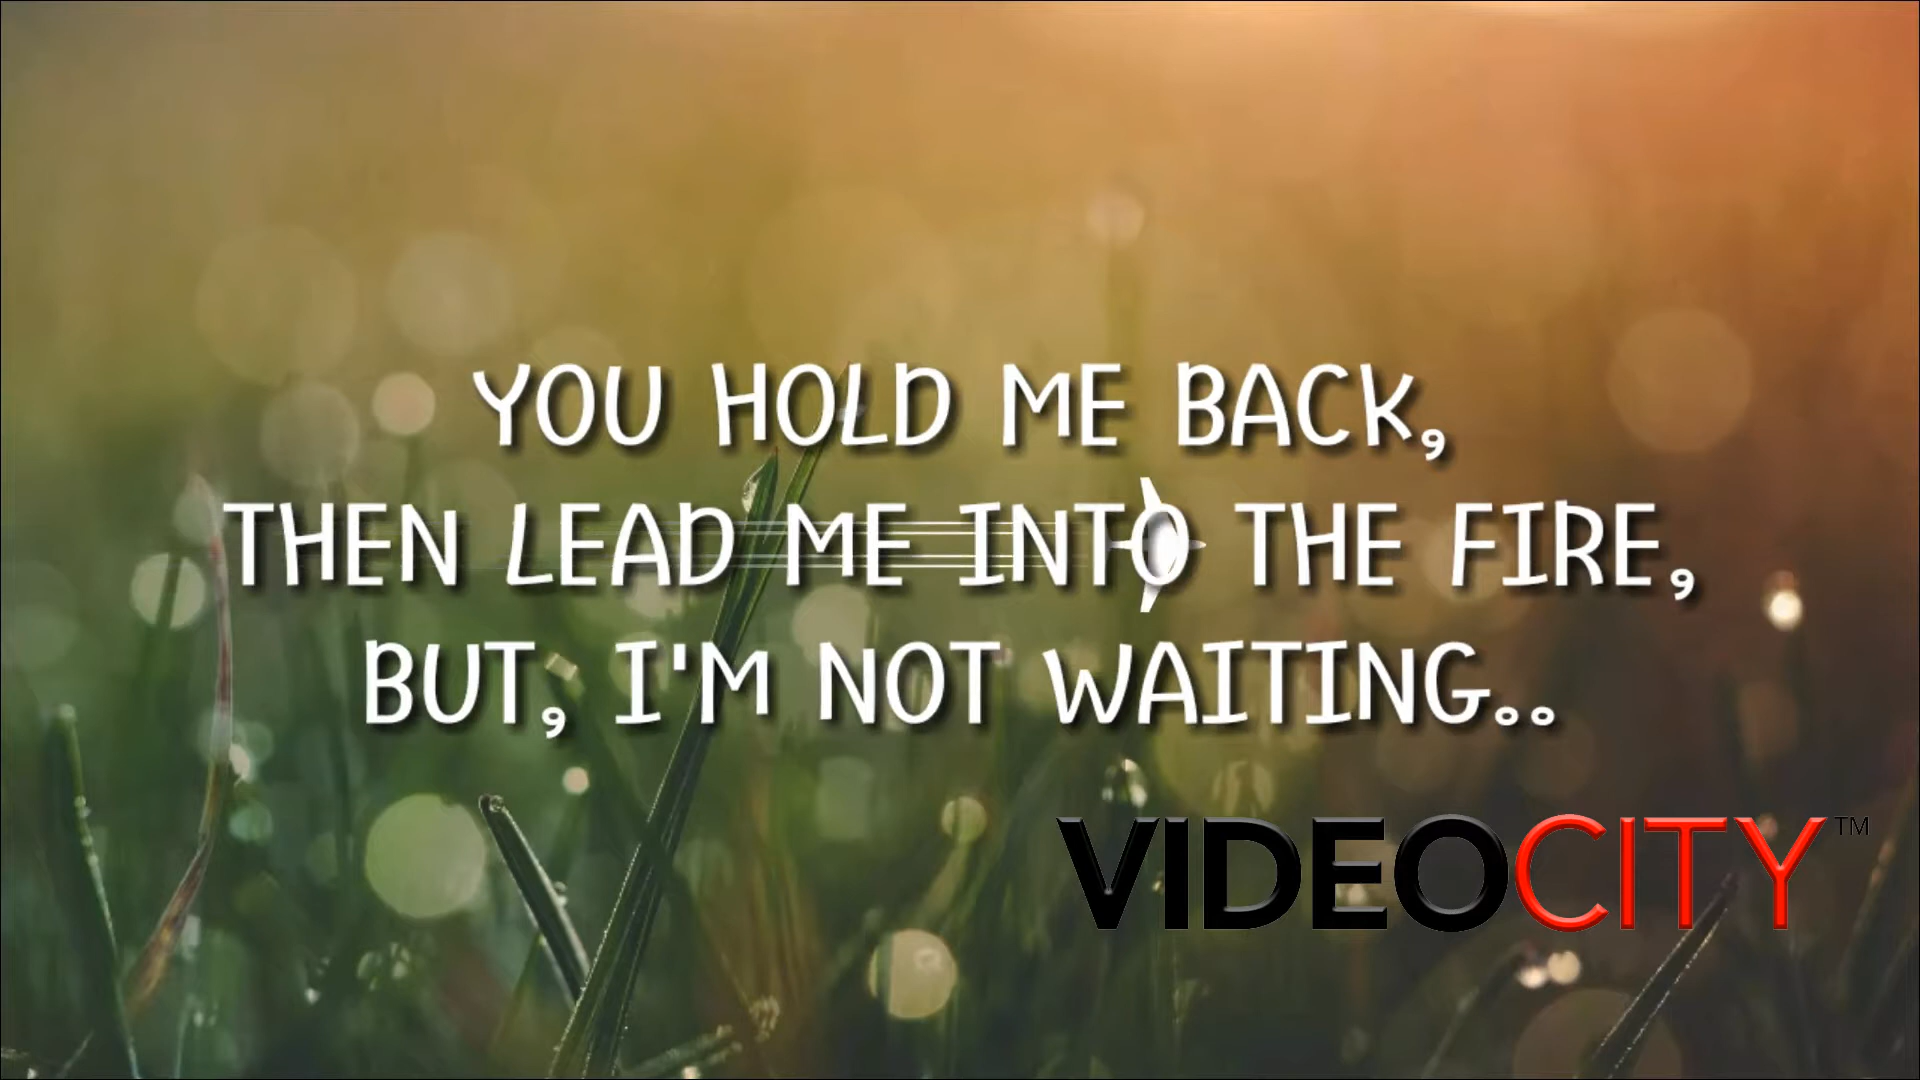 YOU HOLD ME BACK,
THEN LEAD ME INTO THE FIRE,
BUT, I'M NOT WAITING..
VIDEOCITY™